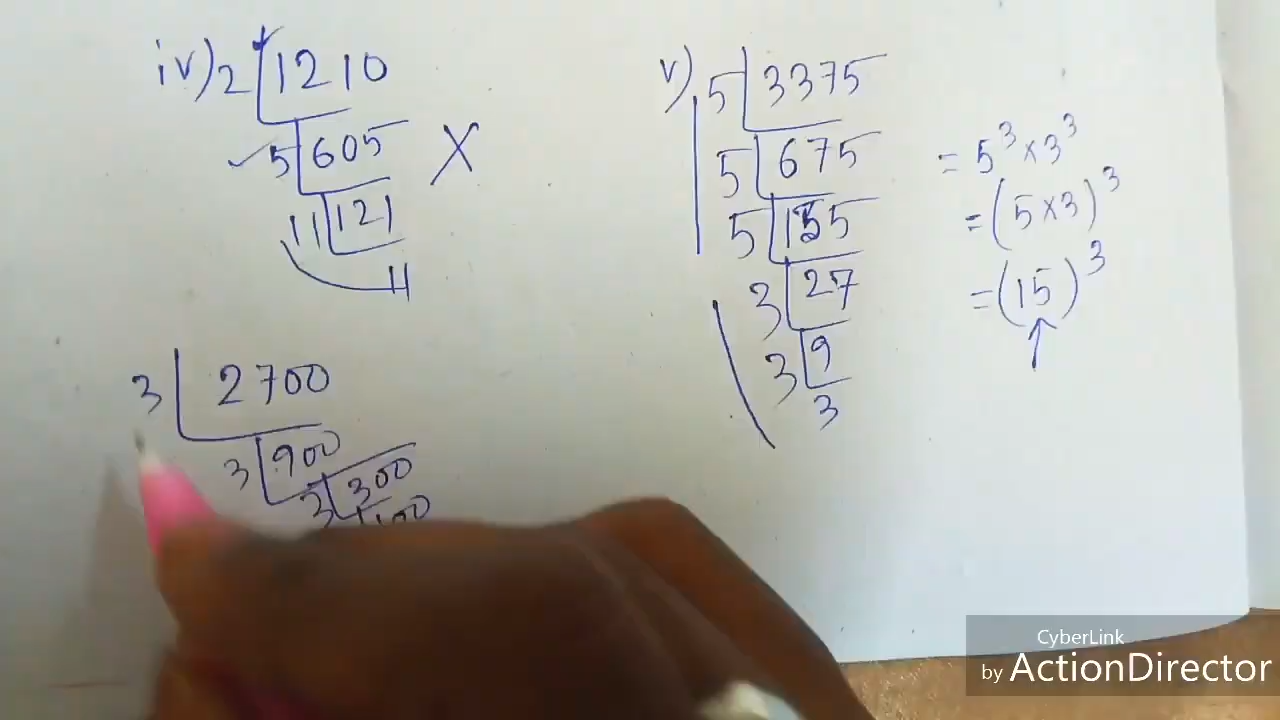 iv) 2 1210
5 605 X
11 121
11
v) 5 3375
5 675
5 135
3 27
3 9
3
= 5³ × 3³
= (5 × 3)³
= (15)³
3 2700
3 900
3 300
100
CyberLink
by ActionDirector